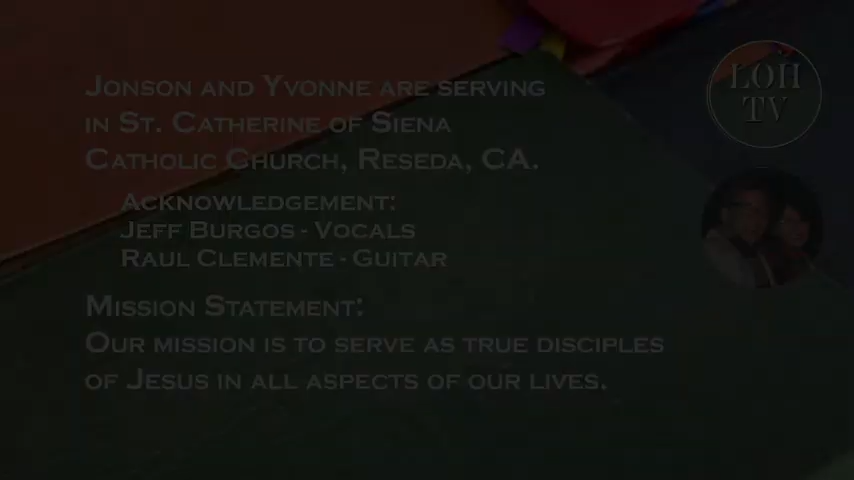 JONSON AND YVONNE ARE SERVING
IN ST. CATHERINE OF SIENA
CATHOLIC CHURCH, RESEDA, CA.
ACKNOWLEDGEMENT:
JEFF BURGOS - VOCALS
RAUL CLEMENTE - GUITAR
MISSION STATEMENT:
OUR MISSION IS TO SERVE AS TRUE DISCIPLES
OF JESUS IN ALL ASPECTS OF OUR LIVES.
LOH
TV